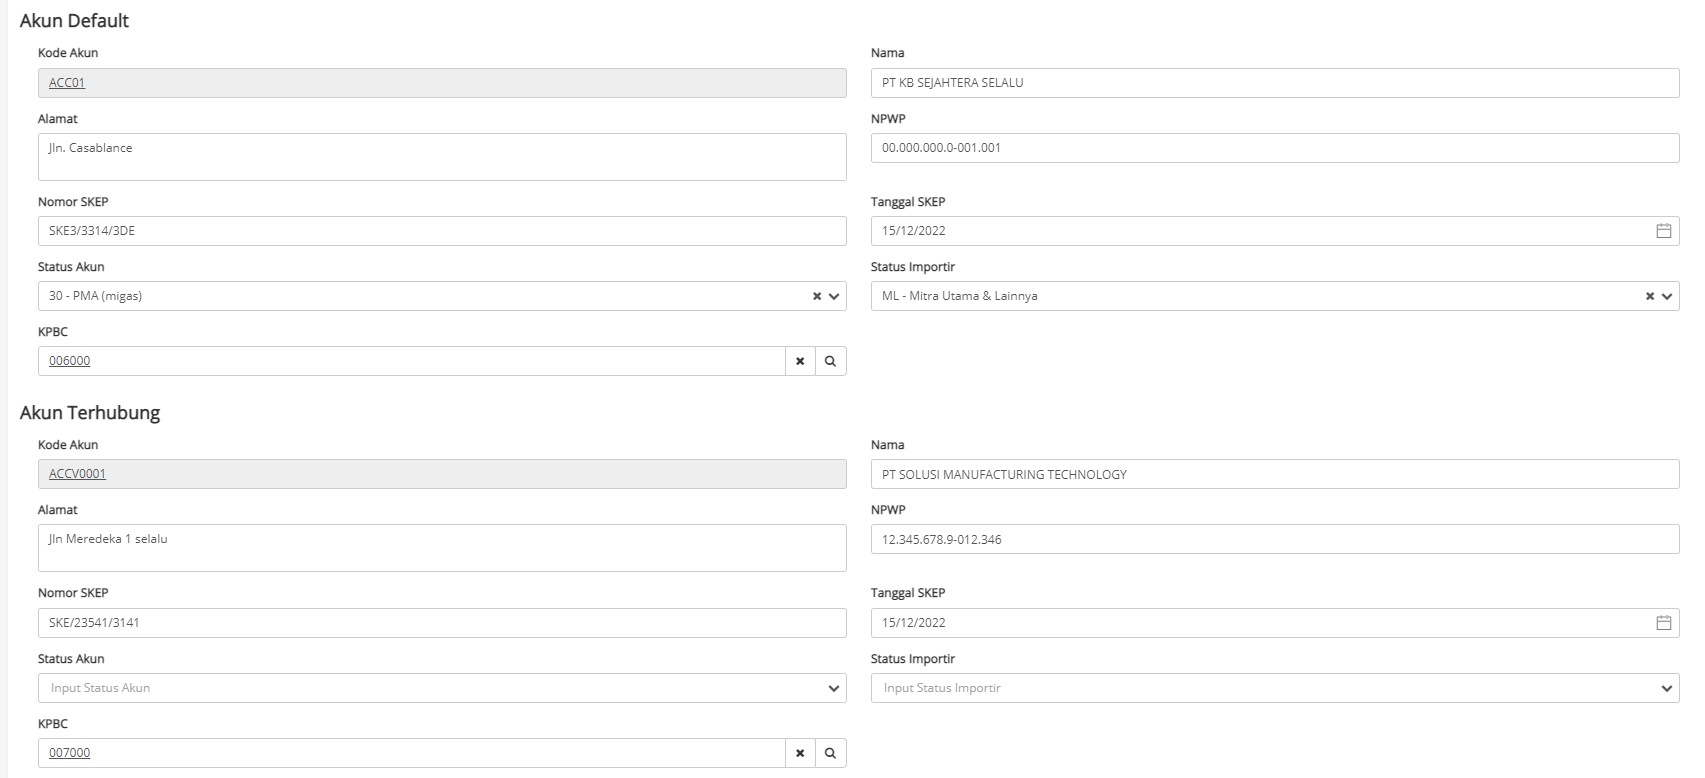 Akun Default
Kode Akun
Nama
ACC01
PT KB SEJAHTERA SELALU
Alamat
NPWP
Jln. Casablance
00.000.000.0-001.001
Nomor SKEP
Tanggal SKEP
SKE3/3314/3DE
15/12/2022
Status Akun
Status Importir
30 - PMA (migas)
ML - Mitra Utama & Lainnya
KPBC
006000
Akun Terhubung
Kode Akun
Nama
ACCV0001
PT SOLUSI MANUFACTURING TECHNOLOGY
Alamat
NPWP
Jln Meredeka 1 selalu
12.345.678.9-012.346
Nomor SKEP
Tanggal SKEP
SKE/23541/3141
15/12/2022
Status Akun
Status Importir
Input Status Akun
Input Status Importir
KPBC
007000